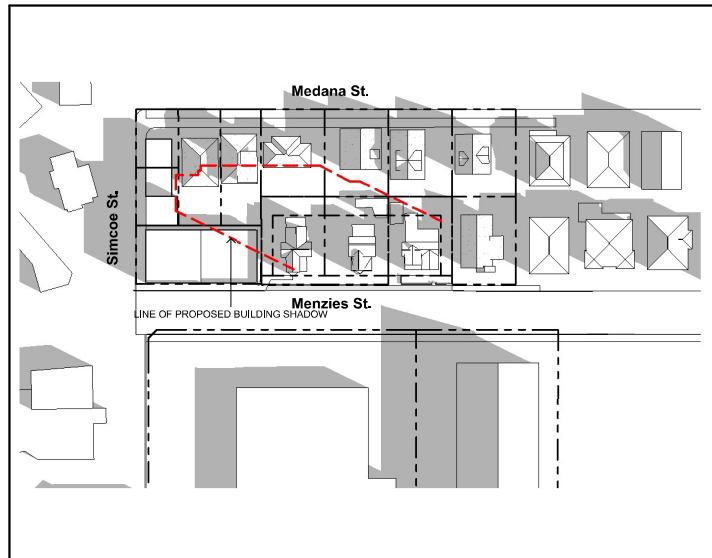 Medana St.
Simcoe St.
Menzies St.
LINE OF PROPOSED BUILDING SHADOW